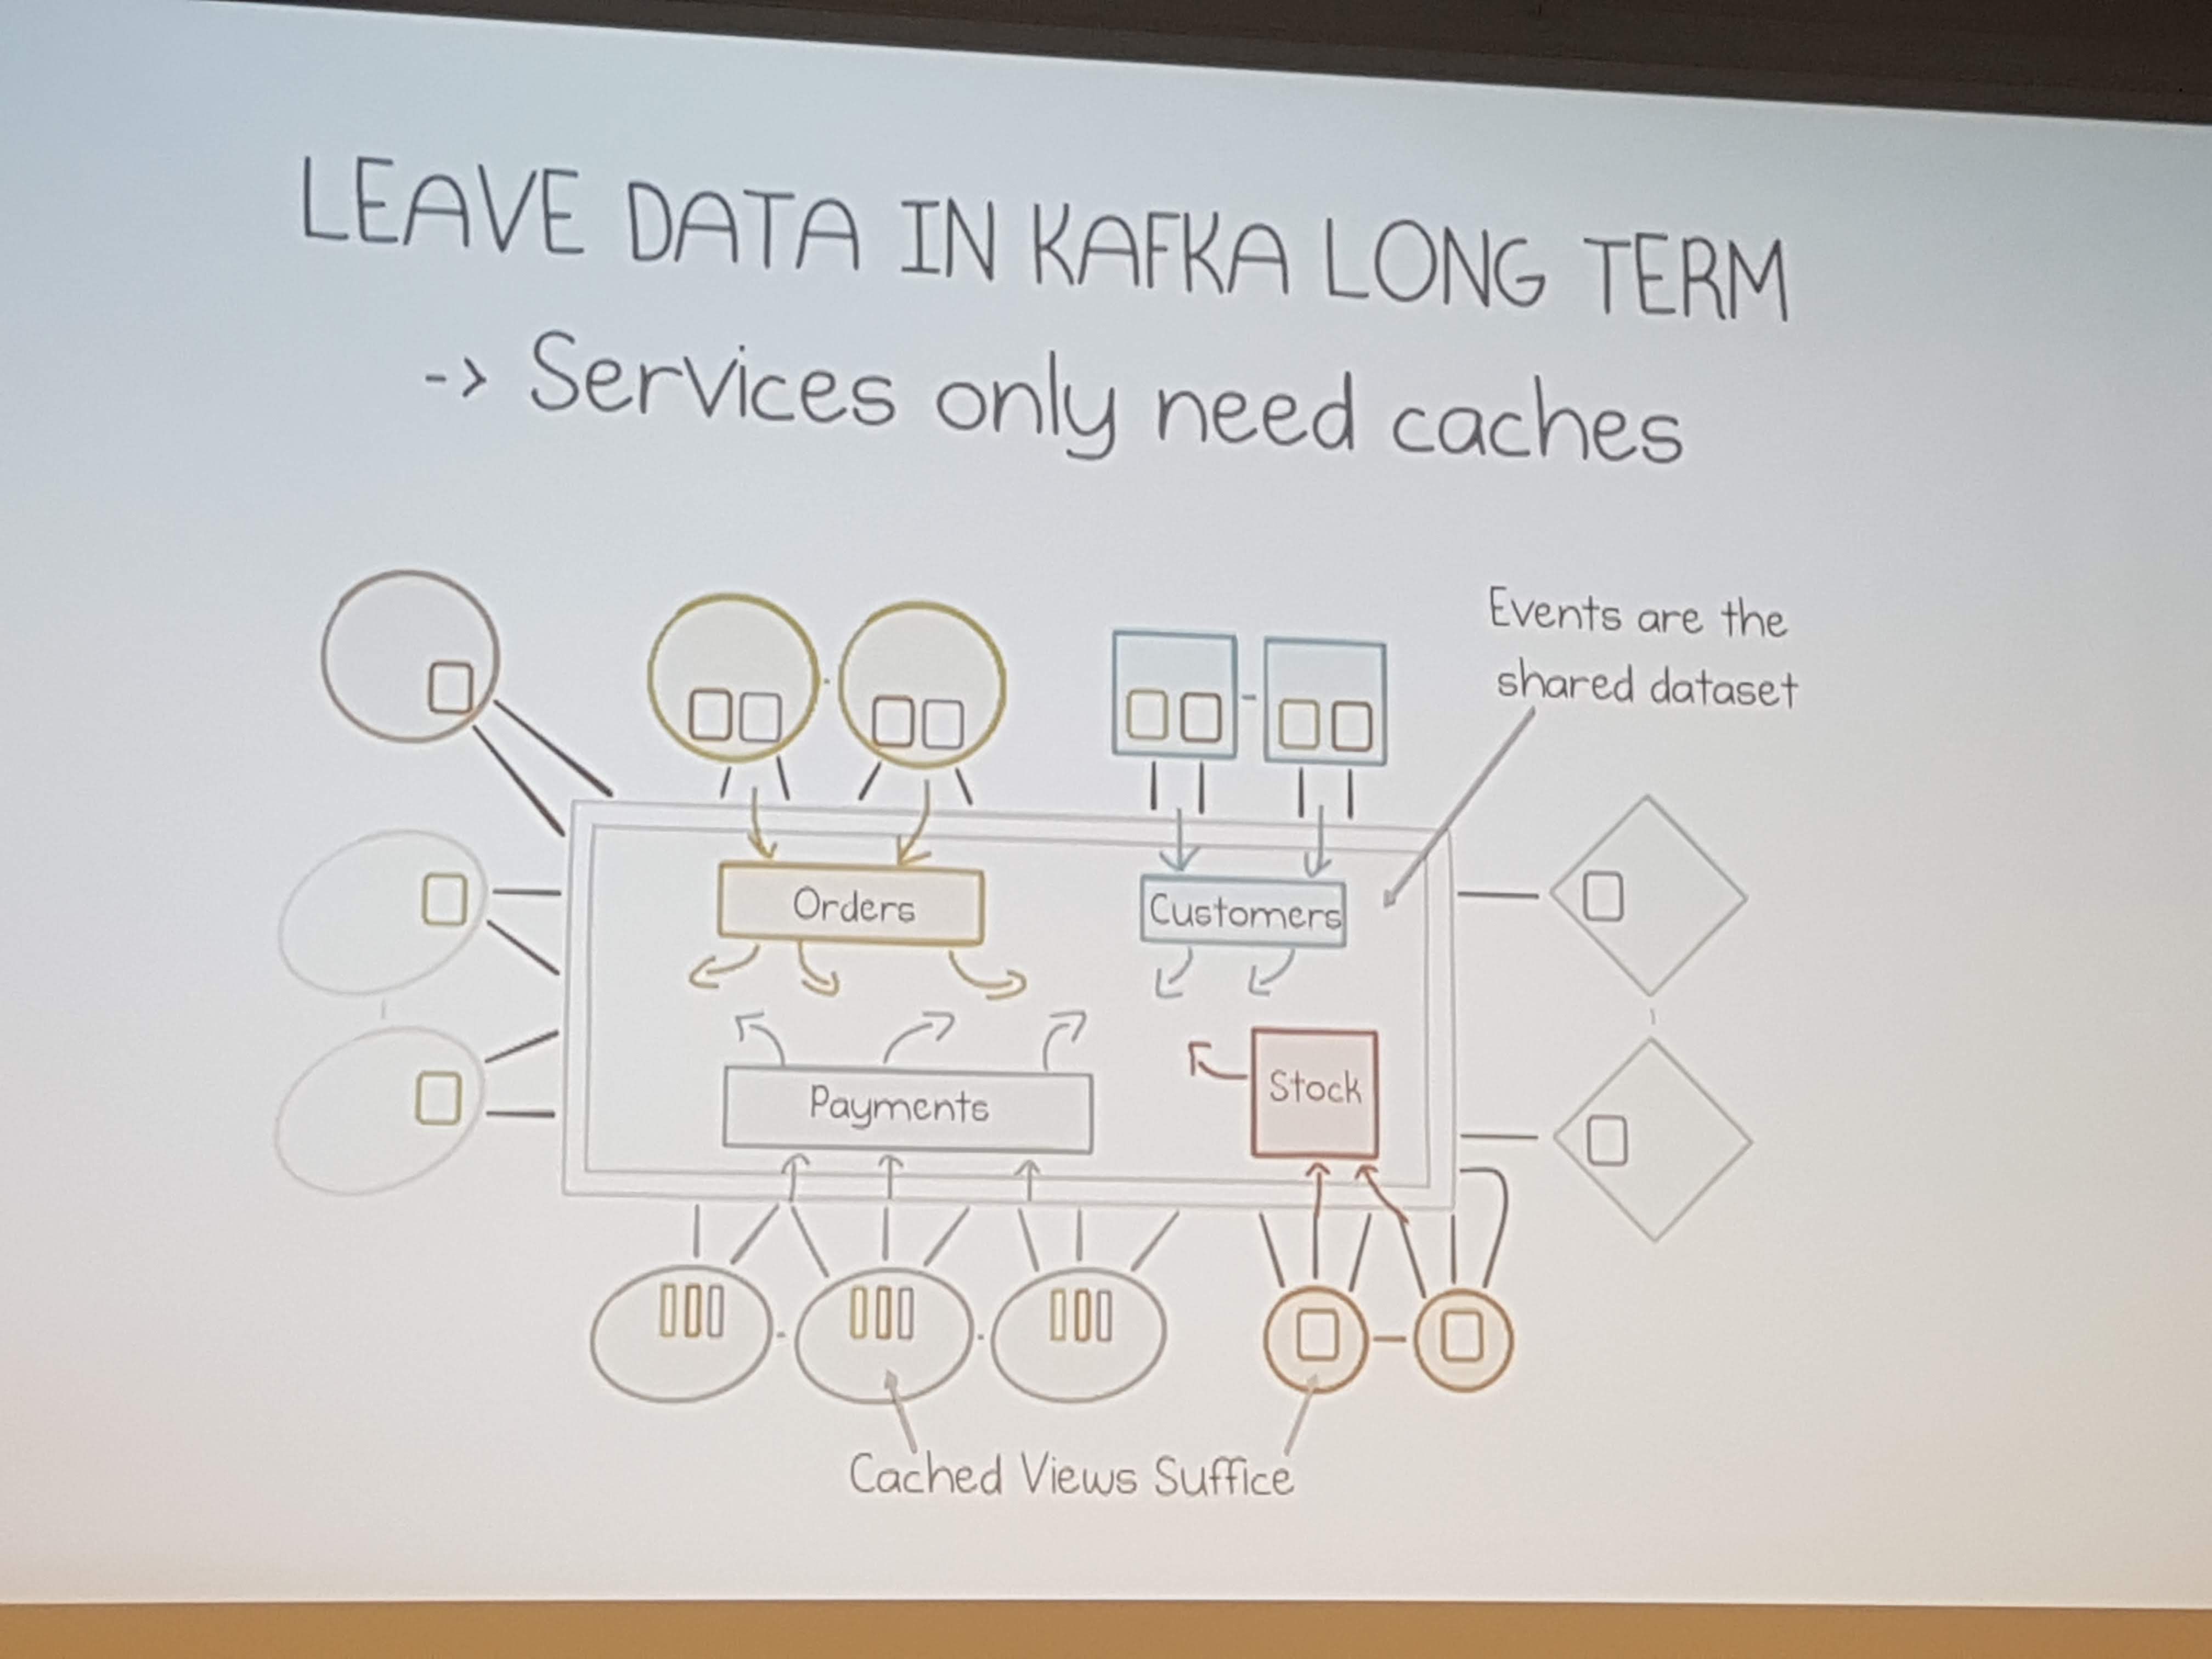 LEAVE DATA IN KAFKA LONG TERM
-> Services only need caches
Events are the
shared dataset
Orders
Customers
Payments
Stock
Cached Views Suffice